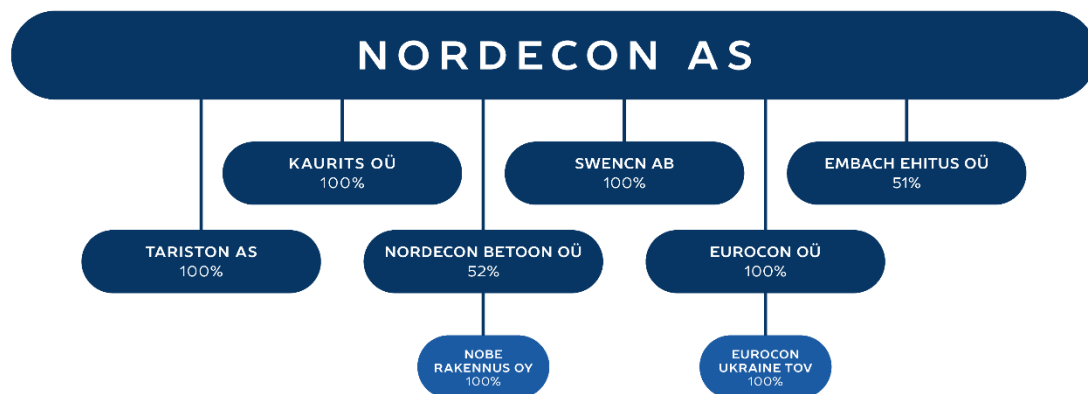 NORDECON AS
KAURITS OÜ
100%
SWENCN AB
100%
EMBACH EHITUS OÜ
51%
TARISTON AS
100%
NORDECON BETOON OÜ
52%
EUROCON OÜ
100%
NOBE
RAKENNUS OY
100%
EUROCON
UKRAINE TOV
100%